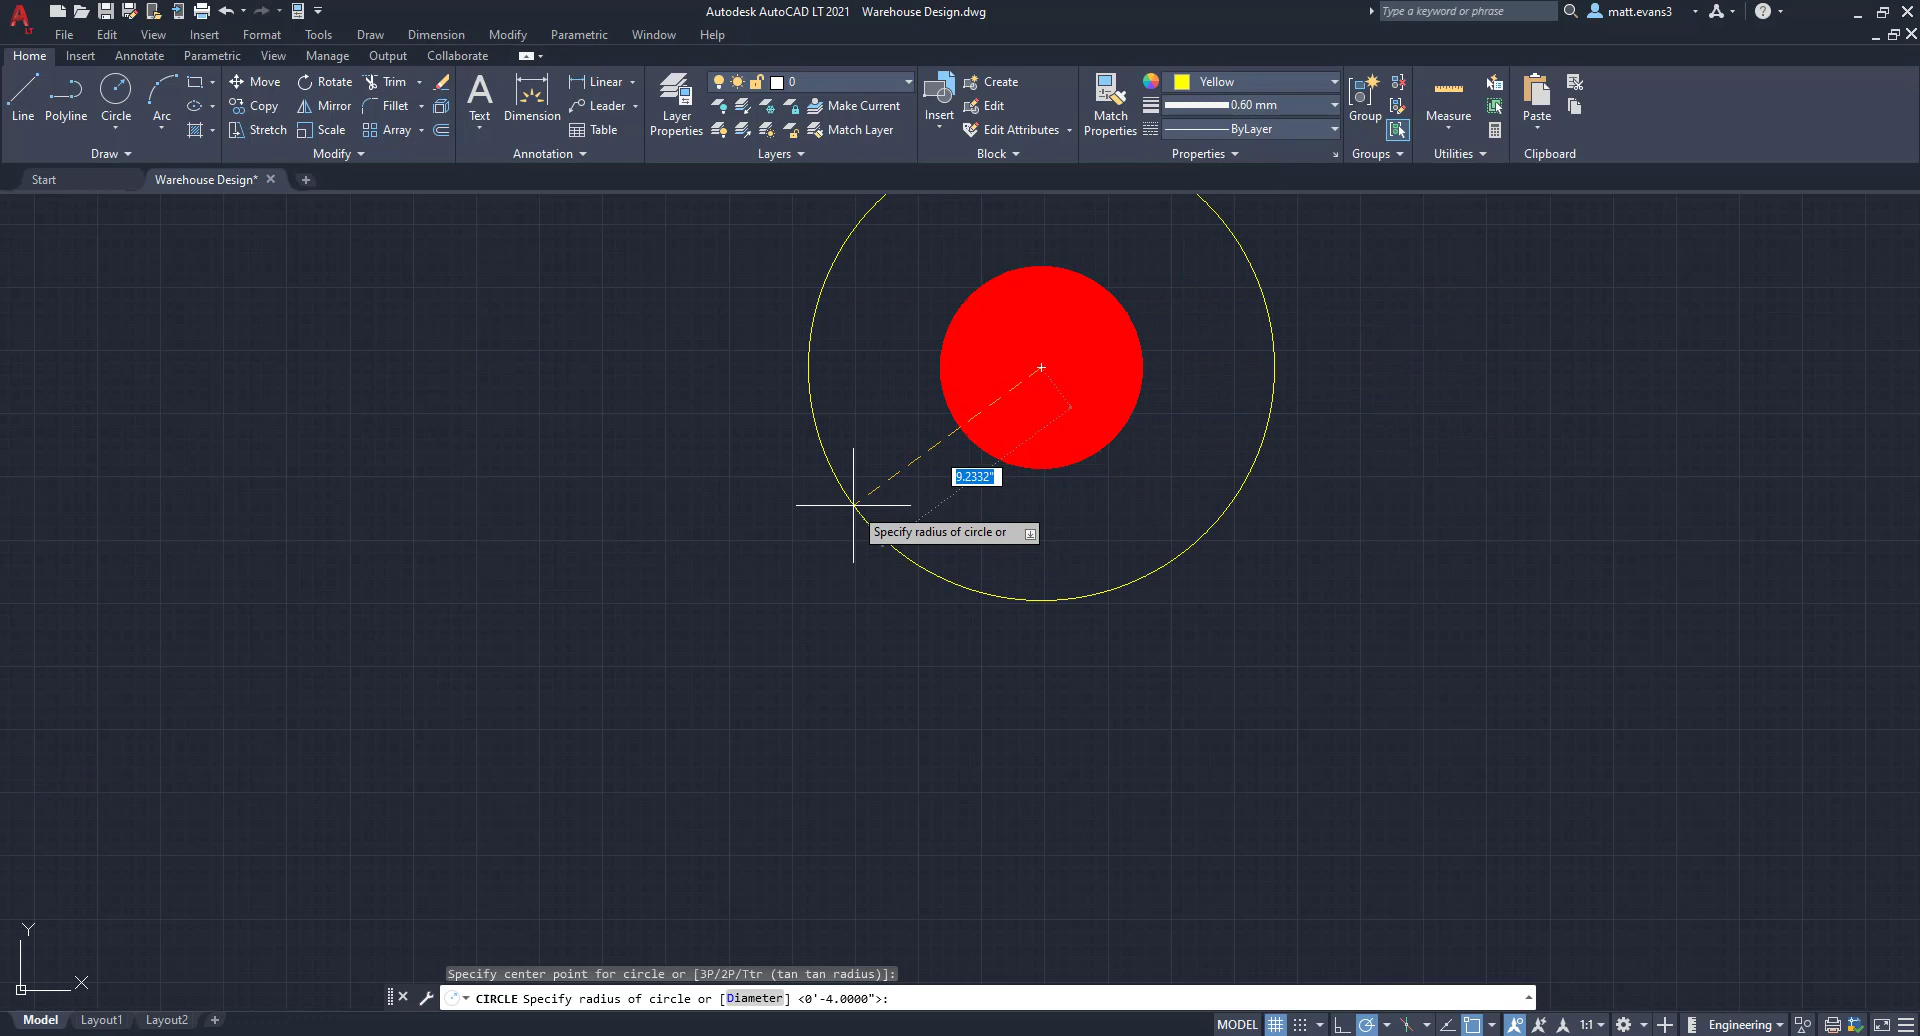 Autodesk AutoCAD LT 2021 Warehouse Design.dwg
Type a keyword or phrase
matt.evans3
LT
File Edit View Insert Format Tools Draw Dimension Modify Parametric Window Help
Home Insert Annotate Parametric View Manage Output Collaborate
Line Polyline Circle Arc
Draw
Move Rotate Trim
Copy Mirror Fillet
Stretch Scale Array
Modify
Text Dimension
Linear
Leader
Table
Annotation
Layer Properties
0
Make Current
Match Layer
Layers
Insert
Create
Edit
Edit Attributes
Block
Match Properties
Yellow
0.60 mm
ByLayer
Properties
Group
Groups
Measure
Utilities
Paste
Clipboard
Start Warehouse Design*
9.2332"
Specify radius of circle or
Y
X
Specify center point for circle or [3P/2P/Ttr (tan tan radius)]:
CIRCLE Specify radius of circle or [Diameter] <0'-4.0000">:
Model Layout1 Layout2
MODEL 1:1 Engineering